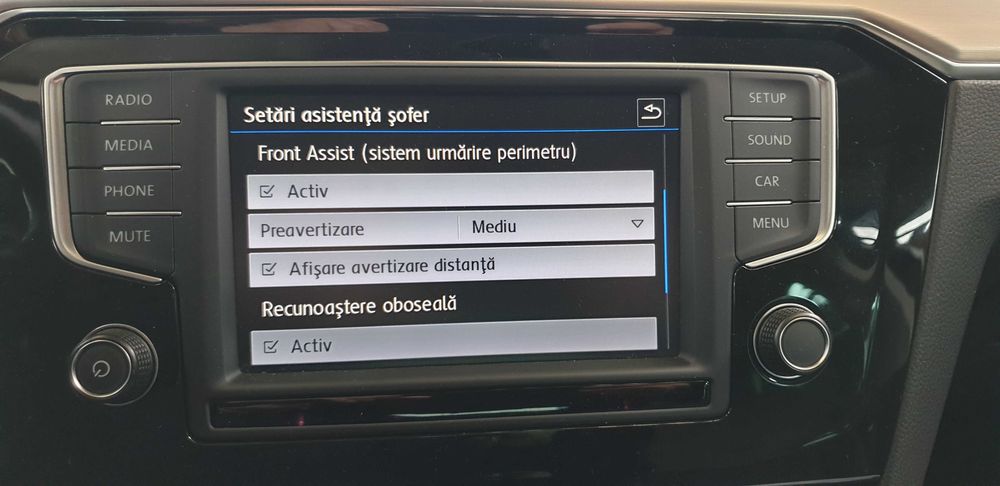 RADIO
MEDIA
PHONE
MUTE
Setări asistenţă şofer
Front Assist (sistem urmărire perimetru)
Activ
Preavertizare Mediu
Afişare avertizare distanţă
Recunoaştere oboseală
Activ
SETUP
SOUND
CAR
MENU